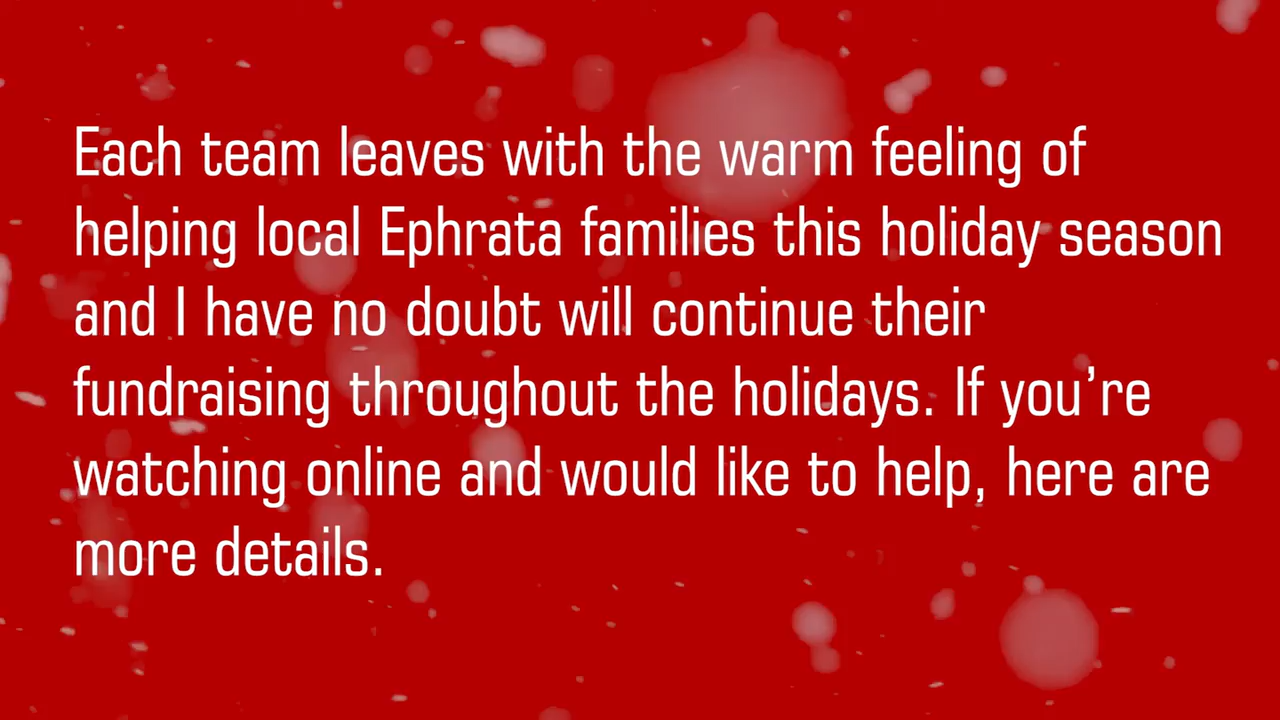 Each team leaves with the warm feeling of
helping local Ephrata families this holiday season
and I have no doubt will continue their
fundraising throughout the holidays. If you’re
watching online and would like to help, here are
more details.